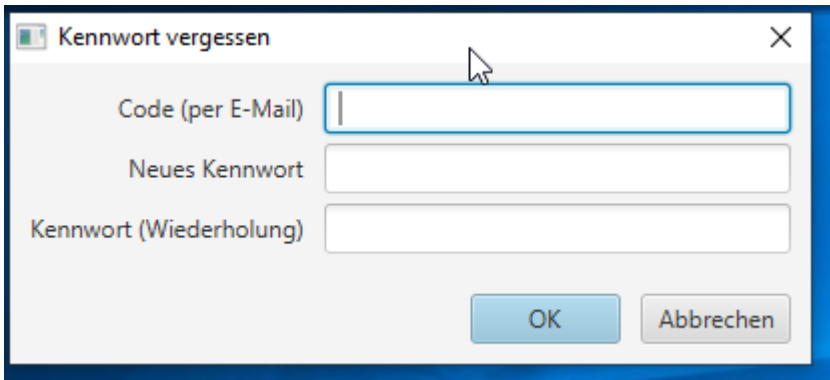 Kennwort vergessen
Code (per E-Mail)
Neues Kennwort
Kennwort (Wiederholung)
OK Abbrechen